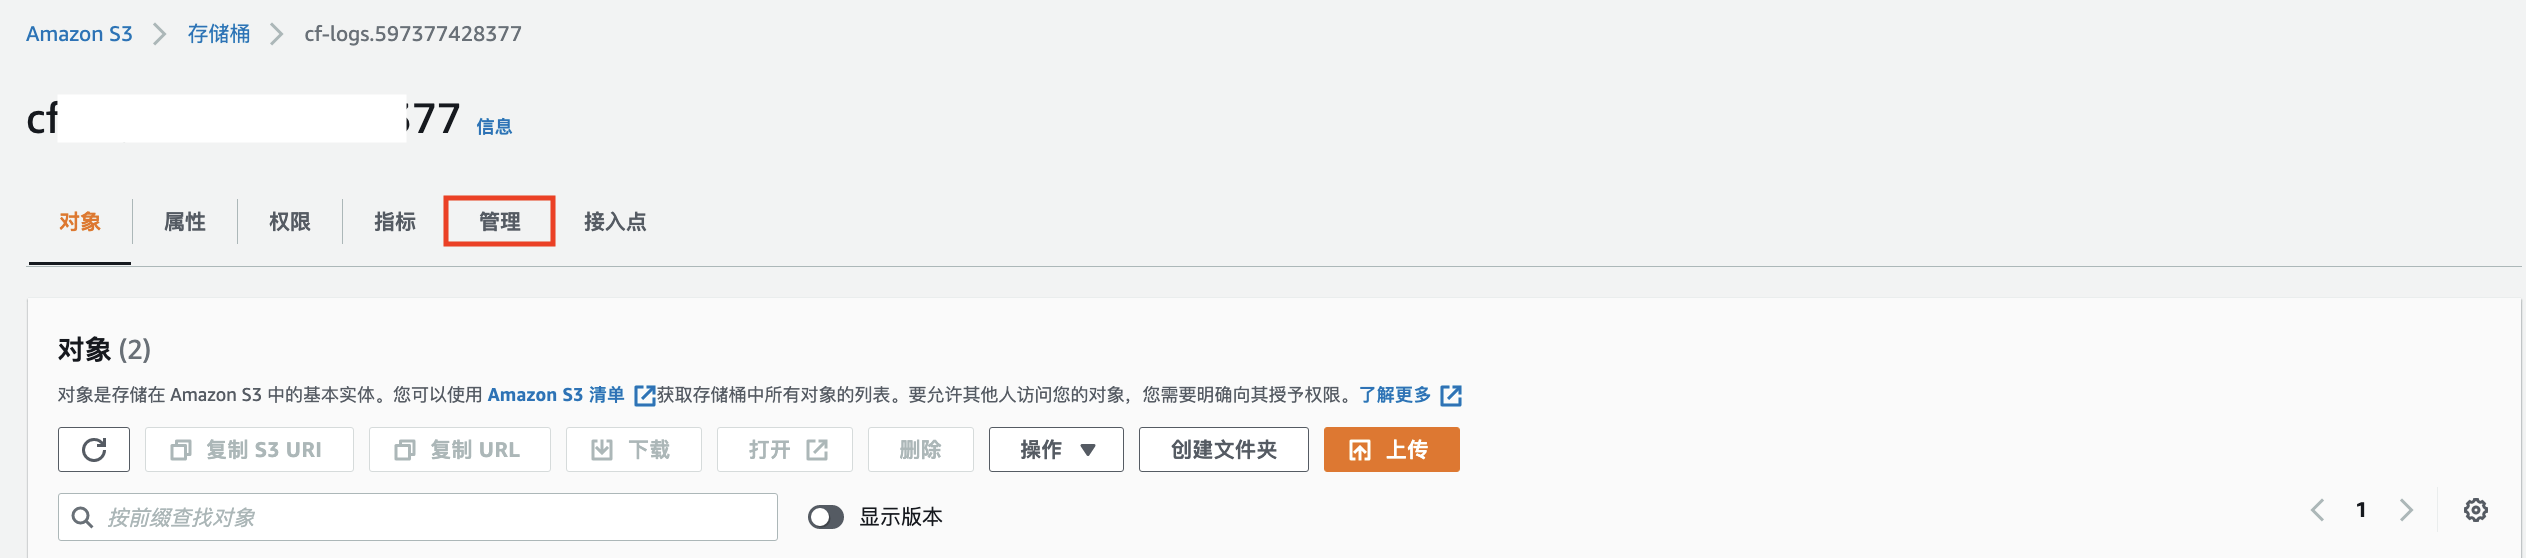 Amazon S3 > 存储桶 > cf-logs.597377428377
cf 577 信息
对象 属性 权限 指标 管理 接入点
对象 (2)
对象是存储在 Amazon S3 中的基本实体。您可以使用 Amazon S3 清单 获取存储桶中所有对象的列表。要允许其他人访问您的对象，您需要明确向其授予权限。了解更多
复制 S3 URI 复制 URL 下载 打开 删除 操作 创建文件夹 上传
按前缀查找对象 显示版本 1